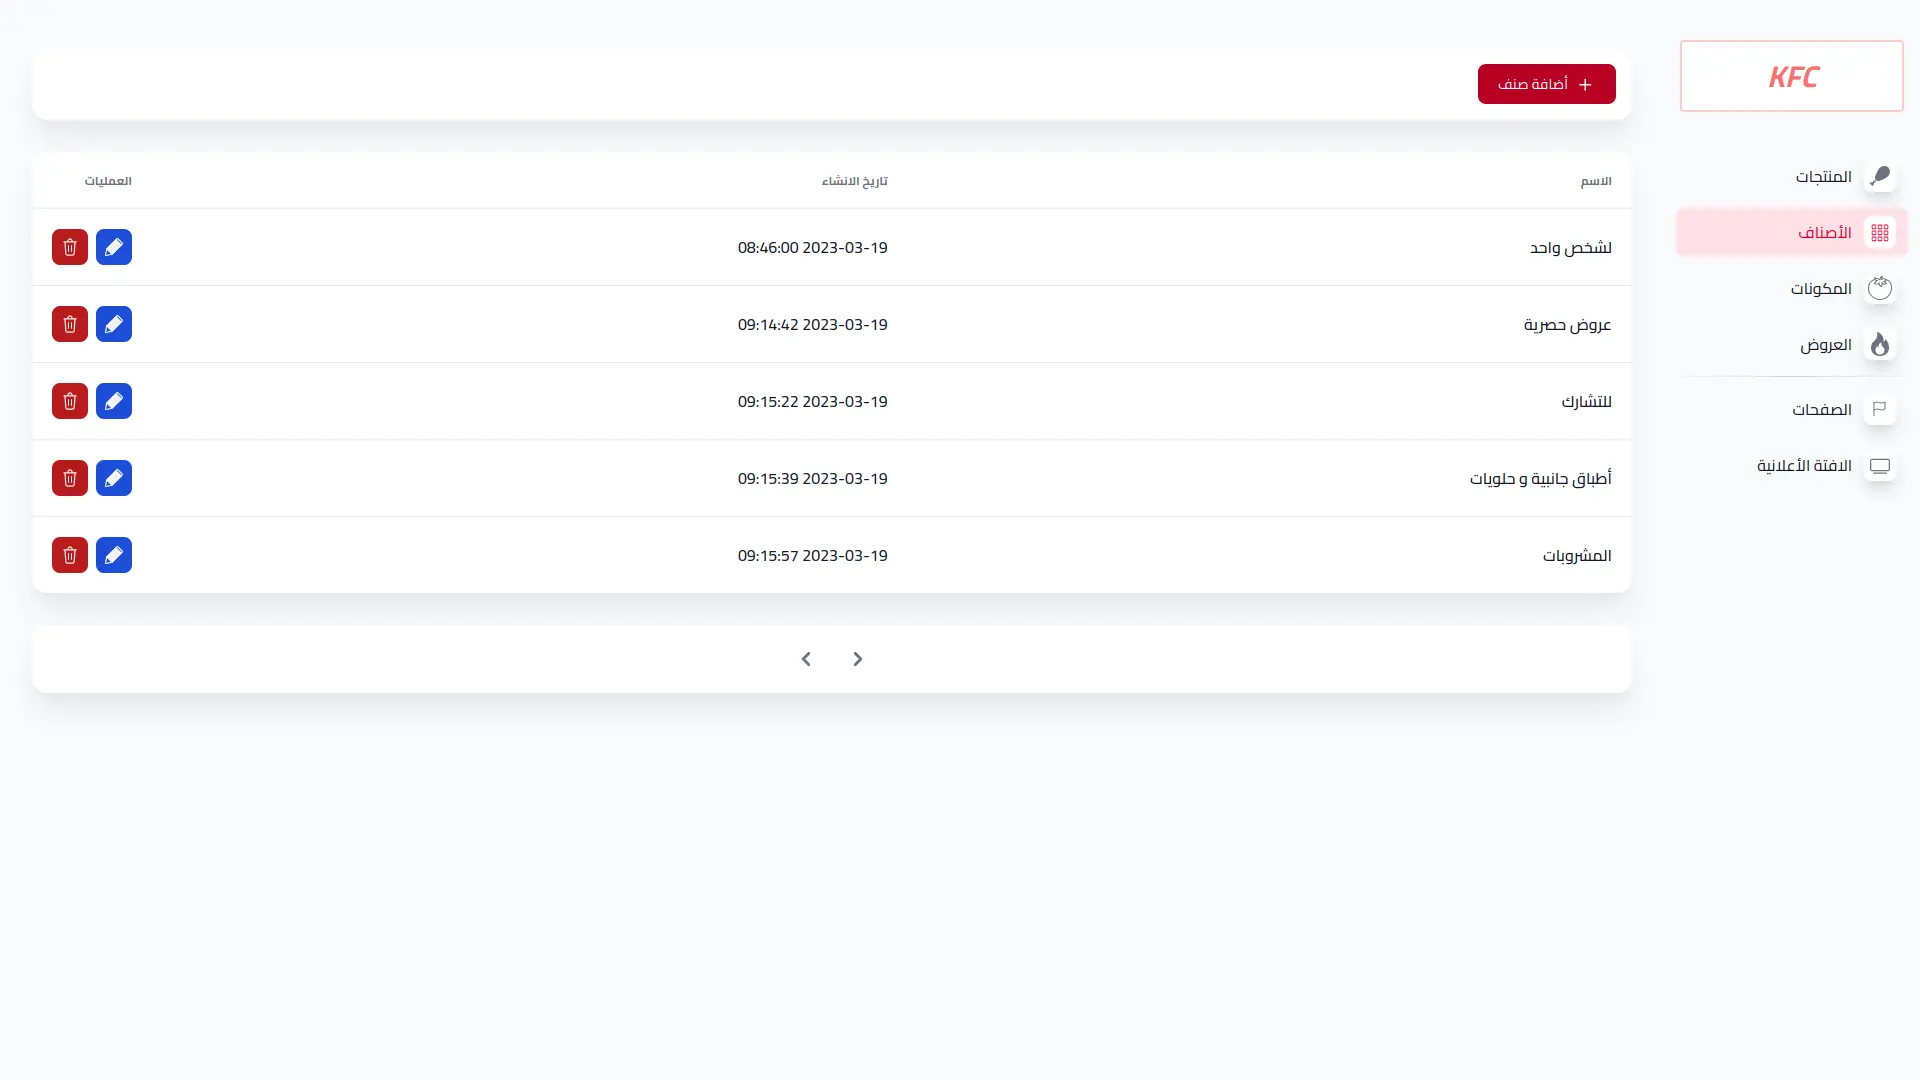 KFC
المنتجات
الأصناف
المكونات
العروض
الصفحات
الافتة الأعلانية
أضافة صنف
الاسم تاريخ الانشاء العمليات
لشخص واحد 2023-03-19 08:46:00
عروض حصرية 2023-03-19 09:14:42
للتشارك 2023-03-19 09:15:22
أطباق جانبية و حلويات 2023-03-19 09:15:39
المشروبات 2023-03-19 09:15:57